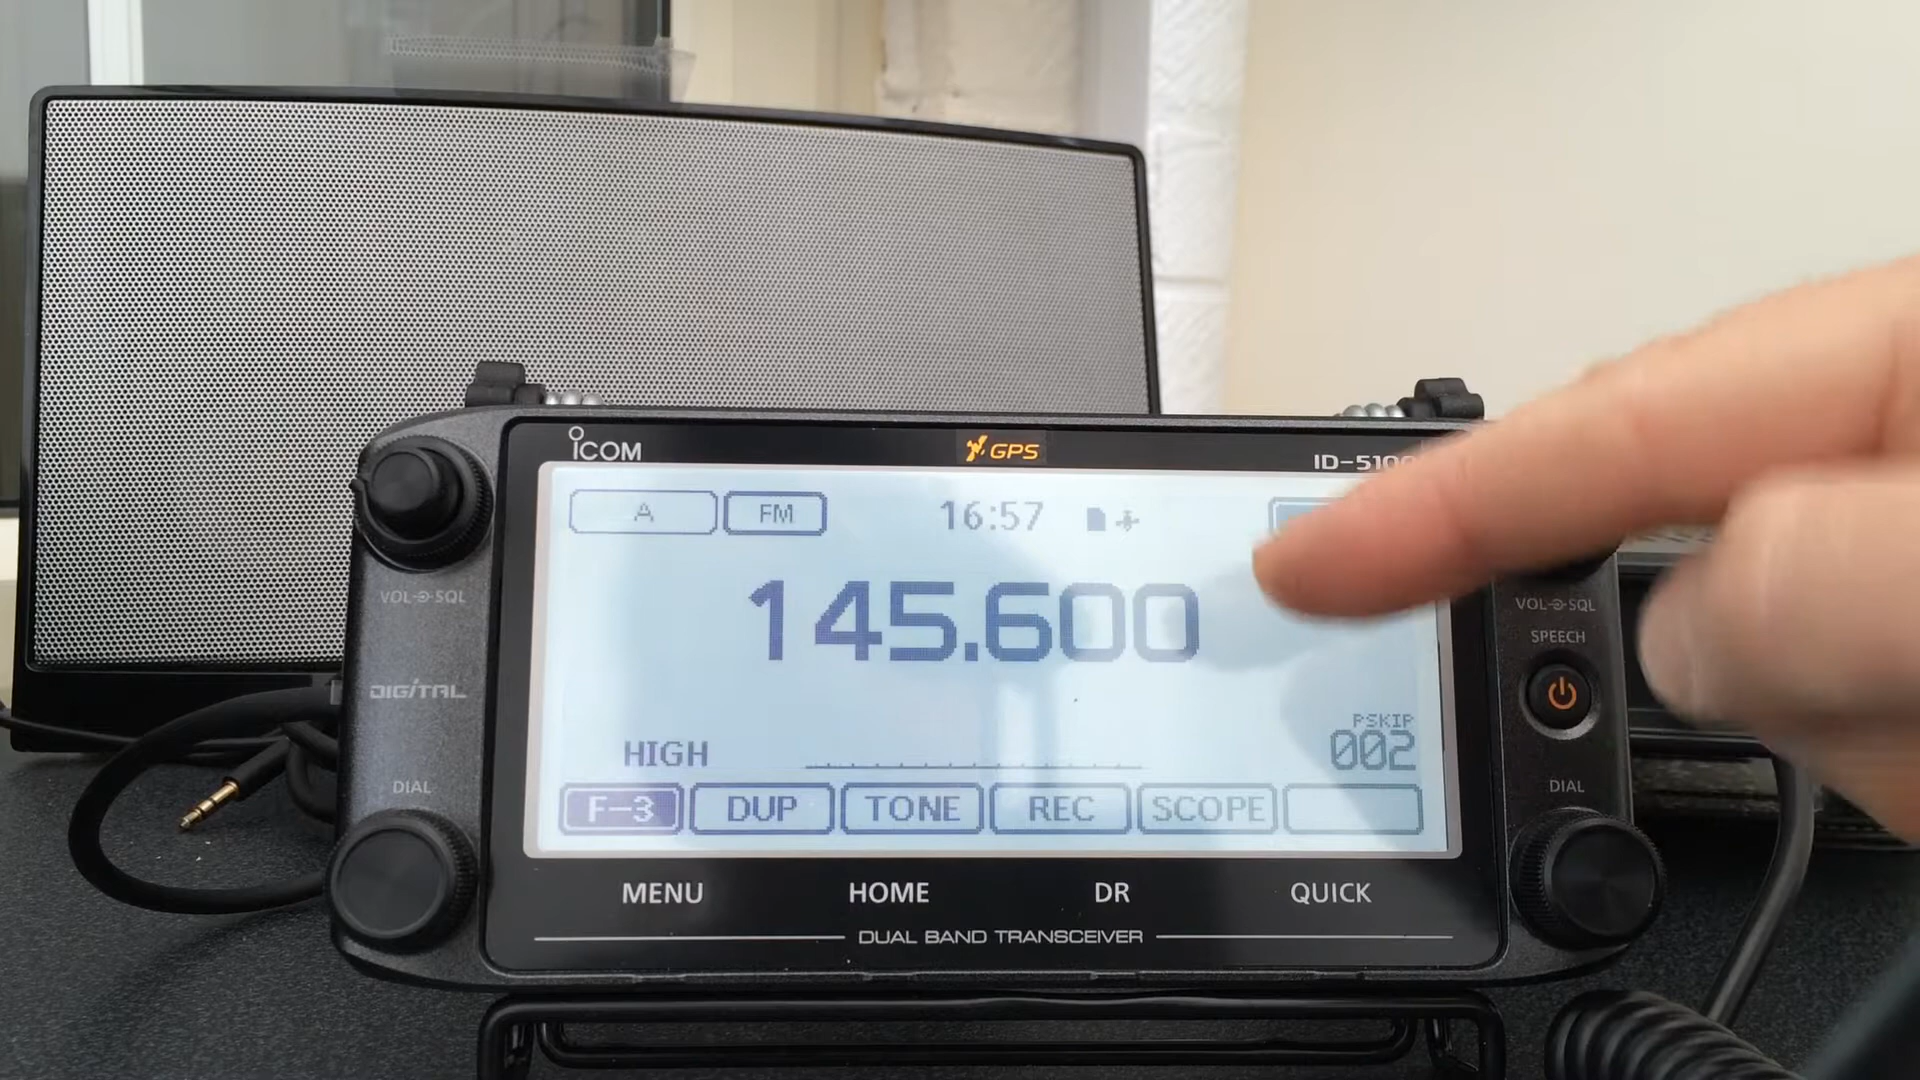 ICOM
GPS
ID-5100
A
FM
16:57
145.600
PSKIP
HIGH
002
F-3
DUP
TONE
REC
SCOPE
MENU
HOME
DR
QUICK
DUAL BAND TRANSCEIVER
VOL SQL
DIGITAL
DIAL
VOL SQL
SPEECH
DIAL